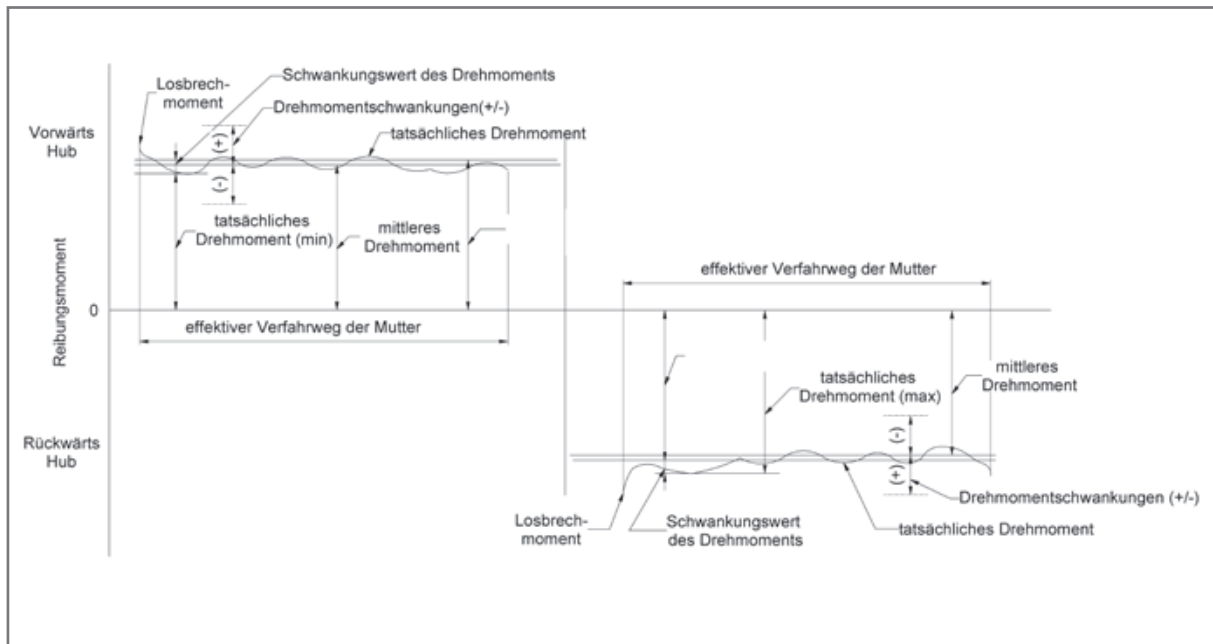 Losbrech-
moment
Schwankungswert des Drehmoments
Drehmomentschwankungen(+/-)
tatsächliches Drehmoment
Vorwärts
Hub
(+)
(-)
tatsächliches
Drehmoment (min)
mittleres
Drehmoment
effektiver Verfahrweg der Mutter
Reibungsmoment
0
effektiver Verfahrweg der Mutter
tatsächliches
Drehmoment (max)
mittleres
Drehmoment
Rückwärts
Hub
(-)
(+)
Drehmomentschwankungen (+/-)
Losbrech-
moment
Schwankungswert
des Drehmoments
tatsächliches Drehmoment